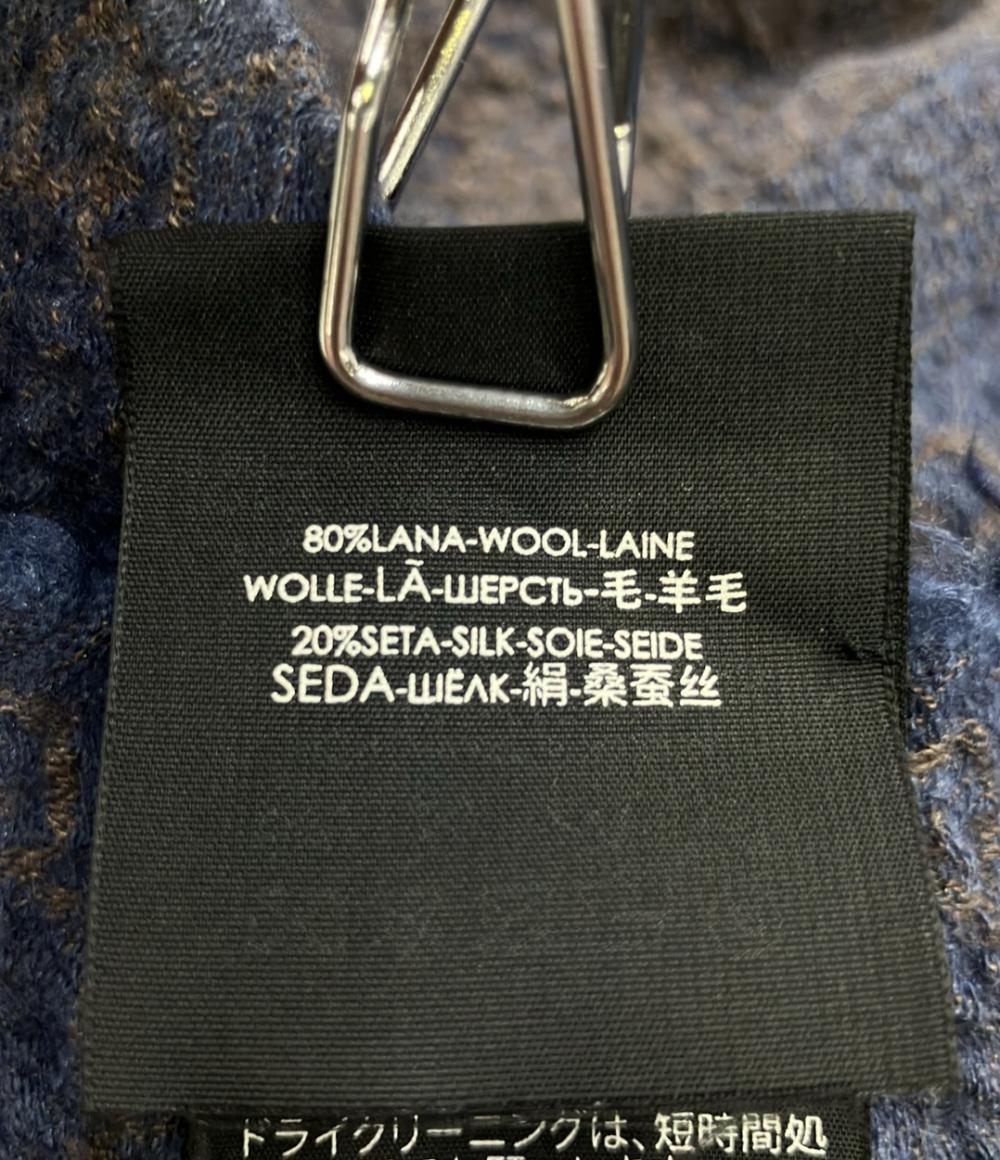 80%LANA-WOOL-LAINE
WOLLE-LÃ-ШЕРСТЬ-毛-羊毛
20%SETA-SILK-SOIE-SEIDE
SEDA-ШЁЛК-絹-桑蚕丝
ドライクリーニングは、短時間処